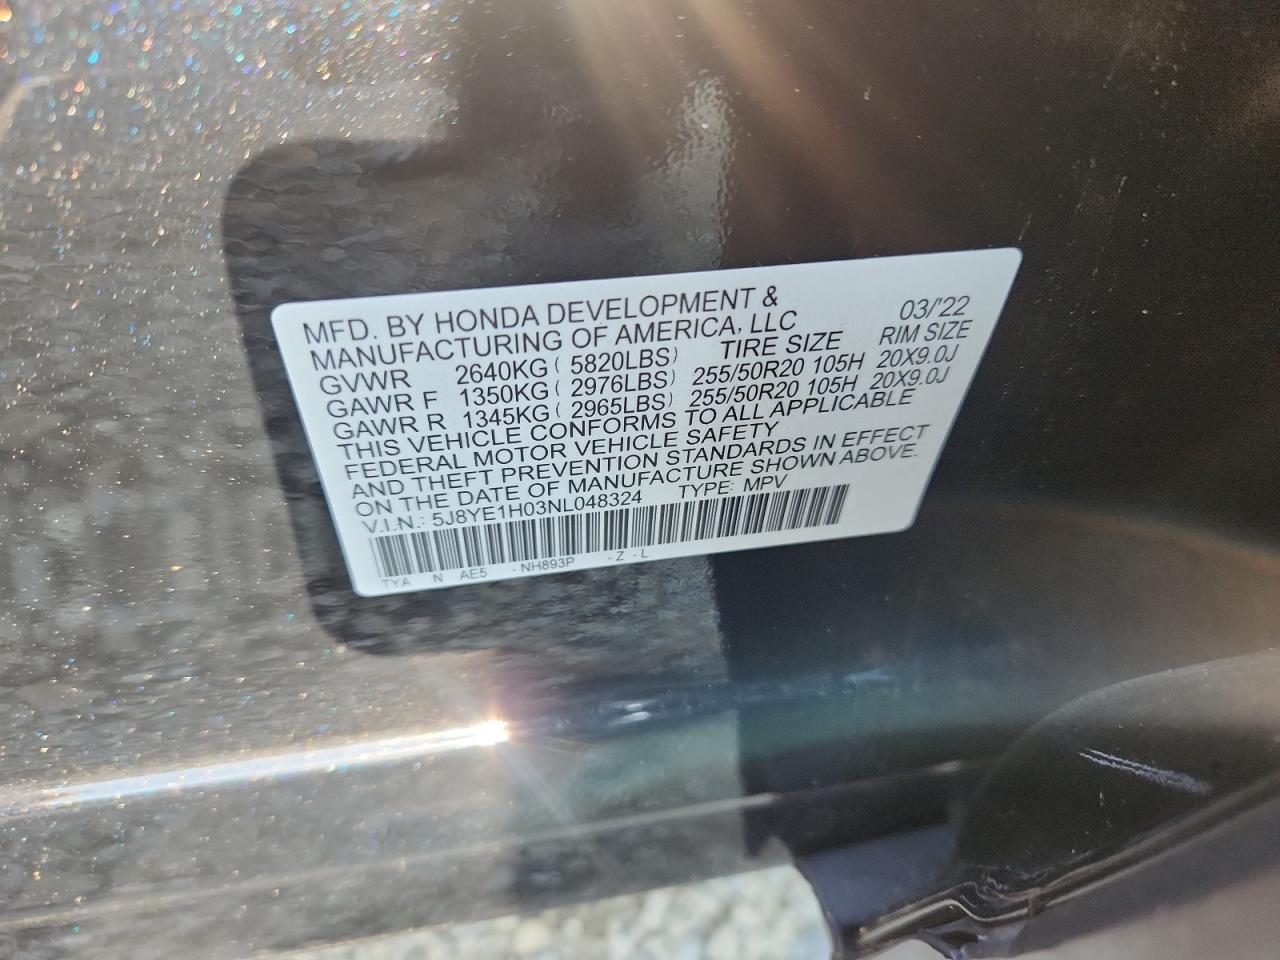 MFD. BY HONDA DEVELOPMENT & 03/'22
MANUFACTURING OF AMERICA, LLC RIM SIZE
GVWR 2640KG ( 5820LBS) TIRE SIZE 20X9.0J
GAWR F 1350KG ( 2976LBS) 255/50R20 105H 20X9.0J
GAWR R 1345KG ( 2965LBS) 255/50R20 105H
THIS VEHICLE CONFORMS TO ALL APPLICABLE
FEDERAL MOTOR VEHICLE SAFETY
AND THEFT PREVENTION STANDARDS IN EFFECT
ON THE DATE OF MANUFACTURE SHOWN ABOVE.
V.I.N.: 5J8YE1H03NL048324 TYPE: MPV
TYA N AE5 - NH893P - Z - L